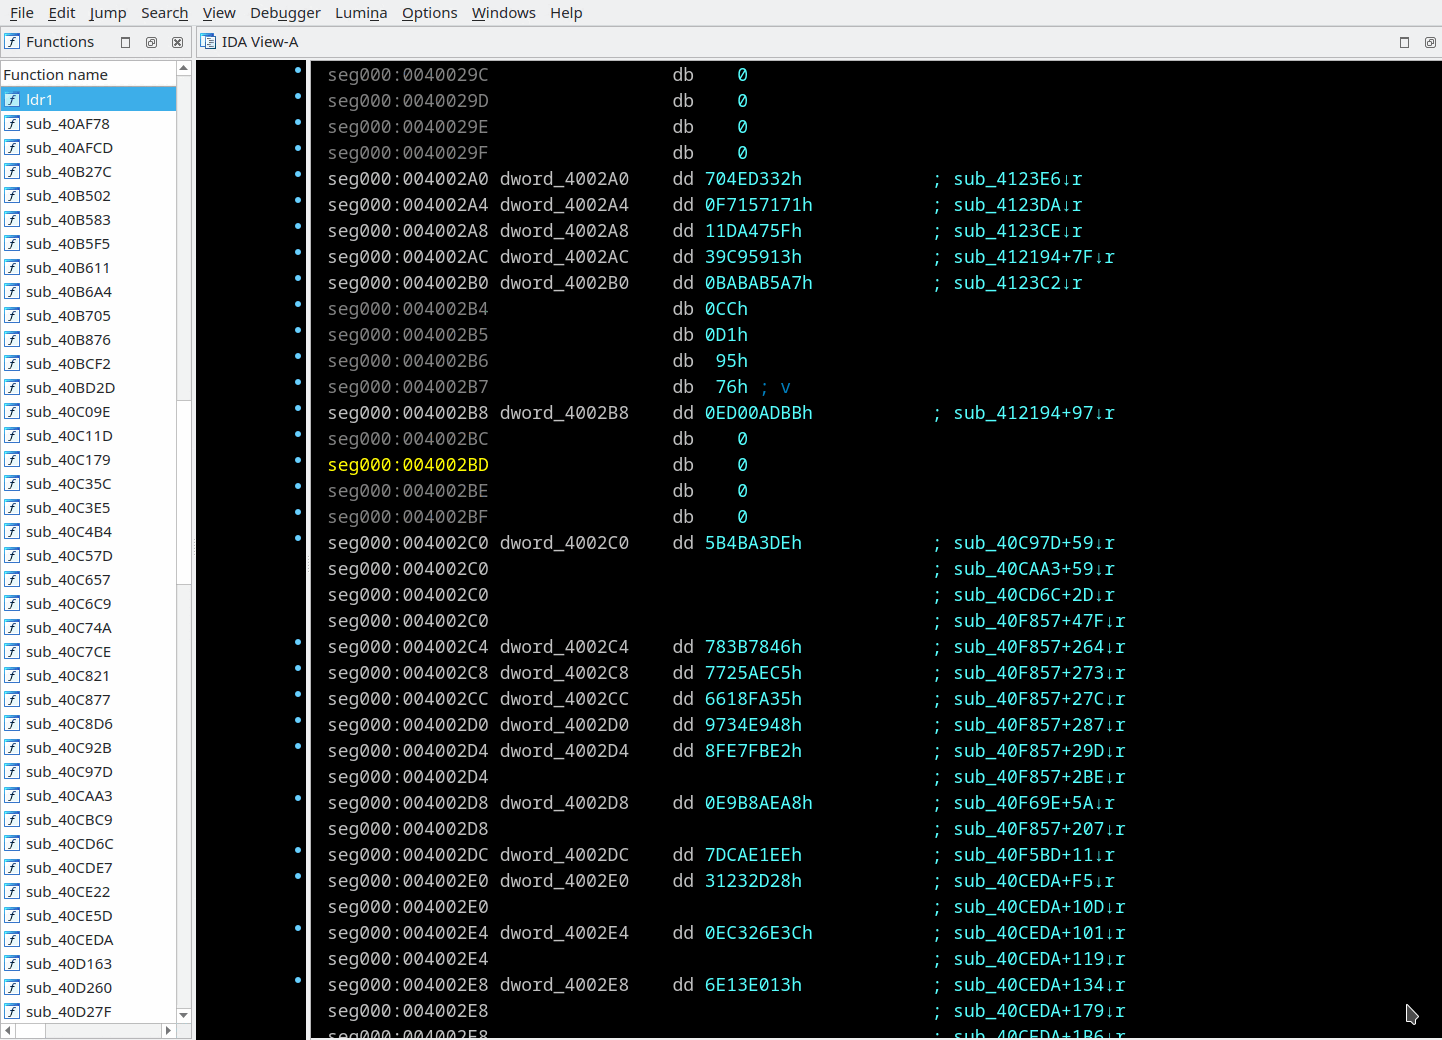 File Edit Jump Search View Debugger Lumina Options Windows Help
Functions
IDA View-A
Function name
ldr1
sub_40AF78
sub_40AFCD
sub_40B27C
sub_40B502
sub_40B583
sub_40B5F5
sub_40B611
sub_40B6A4
sub_40B705
sub_40B876
sub_40BCF2
sub_40BD2D
sub_40C09E
sub_40C11D
sub_40C179
sub_40C35C
sub_40C3E5
sub_40C4B4
sub_40C57D
sub_40C657
sub_40C6C9
sub_40C74A
sub_40C7CE
sub_40C821
sub_40C877
sub_40C8D6
sub_40C92B
sub_40C97D
sub_40CAA3
sub_40CBC9
sub_40CD6C
sub_40CDE7
sub_40CE22
sub_40CE5D
sub_40CEDA
sub_40D163
sub_40D260
sub_40D27F
seg000:0040029C db 0
seg000:0040029D db 0
seg000:0040029E db 0
seg000:0040029F db 0
seg000:004002A0 dword_4002A0 dd 704ED332h ; sub_4123E6↓r
seg000:004002A4 dword_4002A4 dd 0F7157171h ; sub_4123DA↓r
seg000:004002A8 dword_4002A8 dd 11DA475Fh ; sub_4123CE↓r
seg000:004002AC dword_4002AC dd 39C95913h ; sub_412194+7F↓r
seg000:004002B0 dword_4002B0 dd 0BABAB5A7h ; sub_4123C2↓r
seg000:004002B4 db 0CCh
seg000:004002B5 db 0D1h
seg000:004002B6 db 95h
seg000:004002B7 db 76h ; v
seg000:004002B8 dword_4002B8 dd 0ED00ADBBh ; sub_412194+97↓r
seg000:004002BC db 0
seg000:004002BD db 0
seg000:004002BE db 0
seg000:004002BF db 0
seg000:004002C0 dword_4002C0 dd 5B4BA3DEh ; sub_40C97D+59↓r
seg000:004002C0 ; sub_40CAA3+59↓r
seg000:004002C0 ; sub_40CD6C+2D↓r
seg000:004002C0 ; sub_40F857+47F↓r
seg000:004002C4 dword_4002C4 dd 783B7846h ; sub_40F857+264↓r
seg000:004002C8 dword_4002C8 dd 7725AEC5h ; sub_40F857+273↓r
seg000:004002CC dword_4002CC dd 6618FA35h ; sub_40F857+27C↓r
seg000:004002D0 dword_4002D0 dd 9734E948h ; sub_40F857+287↓r
seg000:004002D4 dword_4002D4 dd 8FE7FBE2h ; sub_40F857+29D↓r
seg000:004002D4 ; sub_40F857+2BE↓r
seg000:004002D8 dword_4002D8 dd 0E9B8AEA8h ; sub_40F69E+5A↓r
seg000:004002D8 ; sub_40F857+207↓r
seg000:004002DC dword_4002DC dd 7DCAE1EEh ; sub_40F5BD+11↓r
seg000:004002E0 dword_4002E0 dd 31232D28h ; sub_40CEDA+F5↓r
seg000:004002E0 ; sub_40CEDA+10D↓r
seg000:004002E4 dword_4002E4 dd 0EC326E3Ch ; sub_40CEDA+101↓r
seg000:004002E4 ; sub_40CEDA+119↓r
seg000:004002E8 dword_4002E8 dd 6E13E013h ; sub_40CEDA+134↓r
seg000:004002E8 ; sub_40CEDA+179↓r
seg000:004002E8 ; sub_40CEDA+1B6↓r